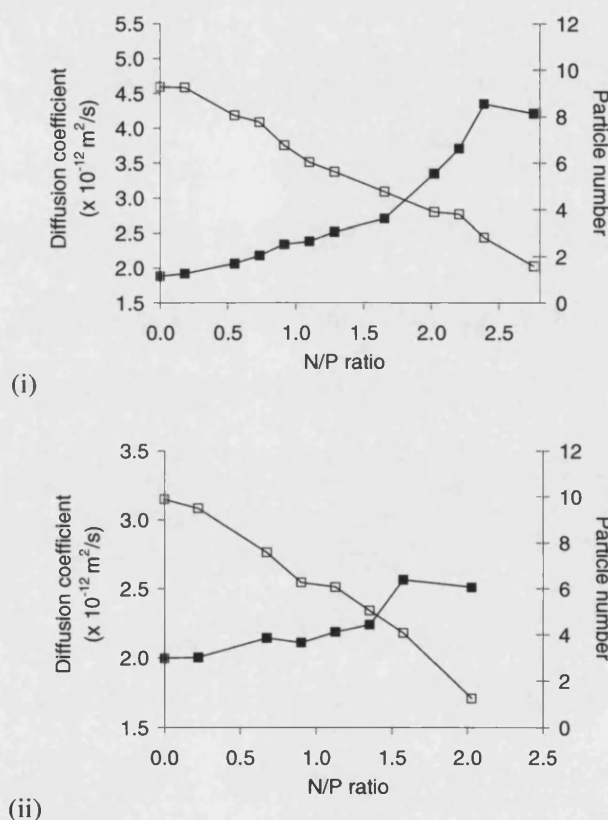 5.5
5.0
4.5
4.0
3.5
3.0
2.5
2.0
1.5
Diffusion coefficient
(x 10⁻¹² m²/s)
12
10
8
6
4
2
0
Particle number
0.0 0.5 1.0 1.5 2.0 2.5
N/P ratio
(i)
3.5
3.0
2.5
2.0
1.5
Diffusion coefficient
(x 10⁻¹² m²/s)
12
10
8
6
4
2
0
Particle number
0.0 0.5 1.0 1.5 2.0 2.5
N/P ratio
(ii)